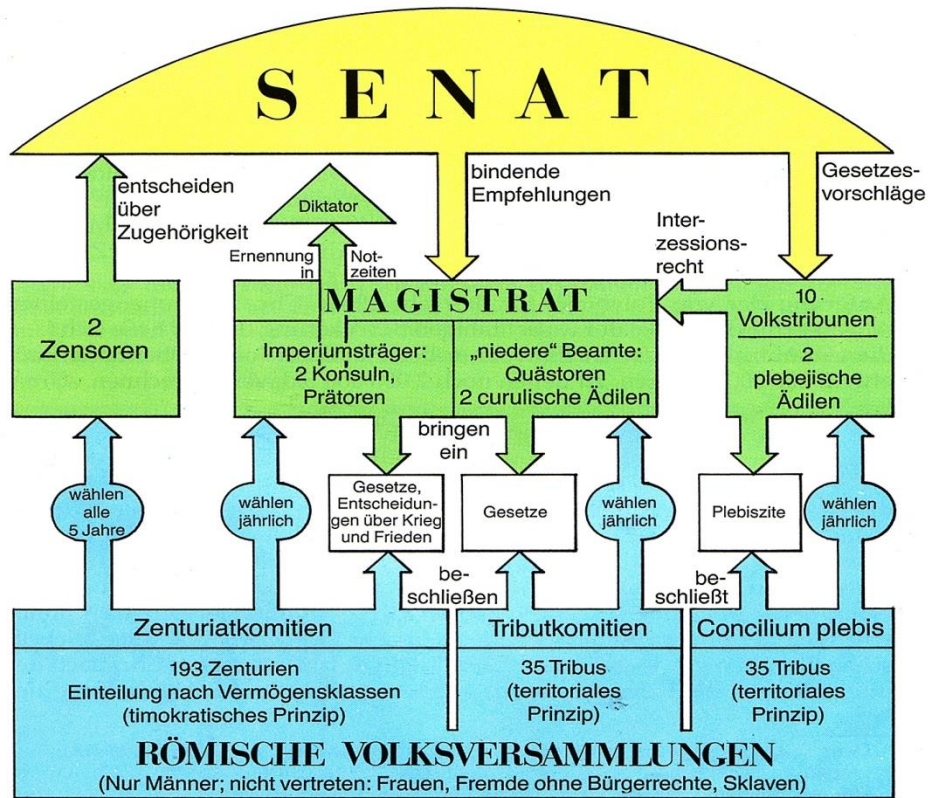 SENAT
entscheiden
über
Zugehörigkeit
Diktator
bindende
Empfehlungen
Gesetzes-
vorschläge
Ernennung
in
Not-
zeiten
Inter-
zessions-
recht
2
Zensoren
MAGISTRAT
Imperiumsträger:
2 Konsuln,
Prätoren
„niedere“ Beamte:
Quästoren
2 curulische Ädilen
10
Volkstribunen
2
plebejische
Ädilen
bringen
ein
wählen
alle
5 Jahre
wählen
jährlich
Gesetze,
Entscheidun-
gen über Krieg
und Frieden
Gesetze
wählen
jährlich
Plebiszite
wählen
jährlich
be-
schließen
be-
schließt
Zenturiatkomitien
193 Zenturien
Einteilung nach Vermögensklassen
(timokratisches Prinzip)
Tributkomitien
35 Tribus
(territoriales
Prinzip)
Concilium plebis
35 Tribus
(territoriales
Prinzip)
RÖMISCHE VOLKSVERSAMMLUNGEN
(Nur Männer; nicht vertreten: Frauen, Fremde ohne Bürgerrechte, Sklaven)